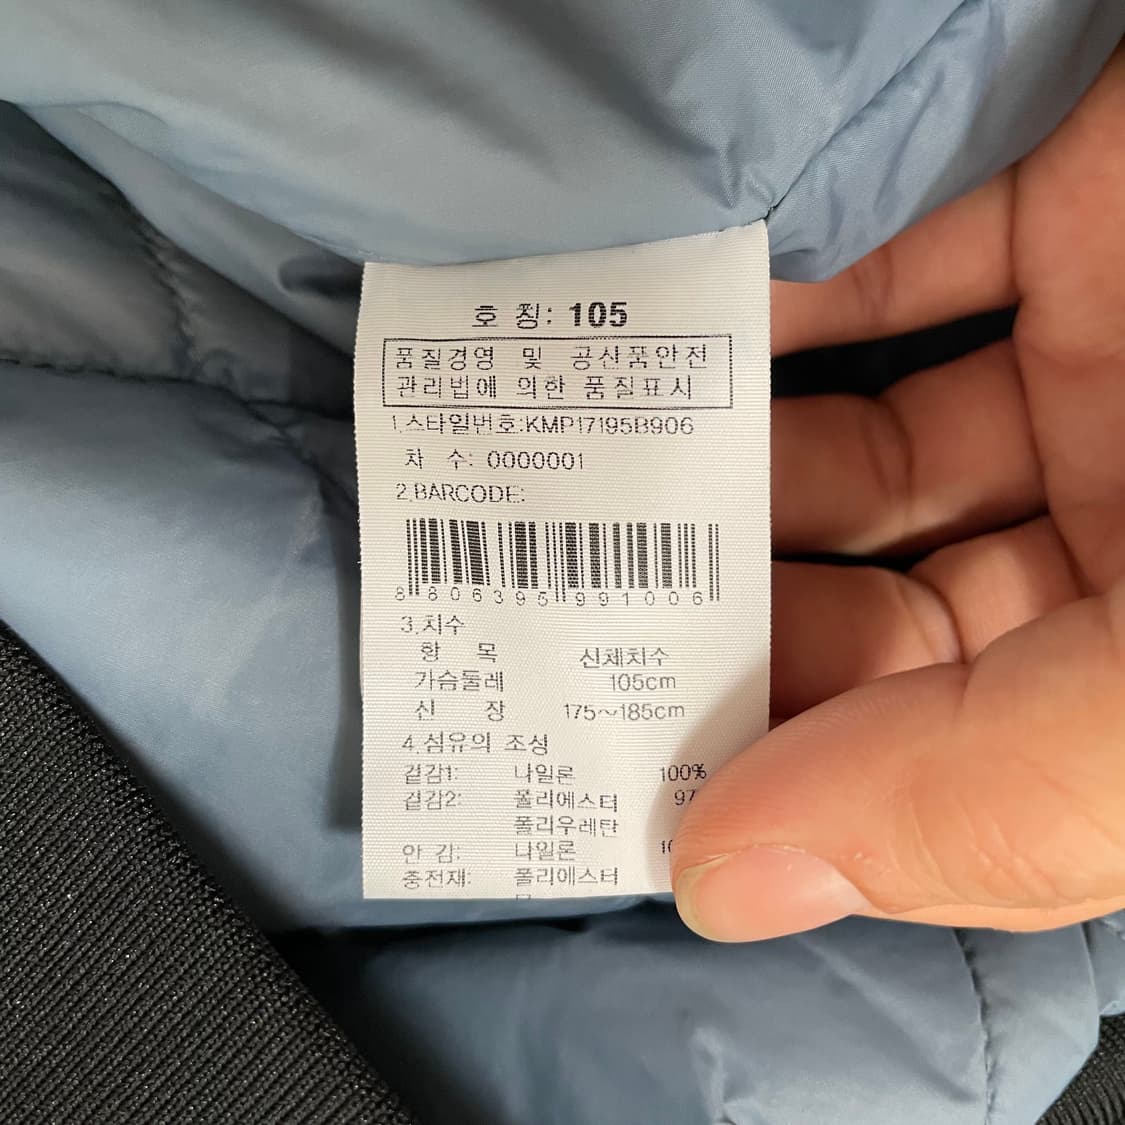 호 칭: 105
품질경영 및 공산품안전
관리법에 의한 품질표시
1.스타일번호:KMP17195B906
차 수: 0000001
2.BARCODE:
8 806395 991006
3.치수
항 목 신체치수
가슴둘레 105cm
신 장 175~185cm
4.섬유의 조성
겉감1: 나일론 100%
겉감2: 폴리에스터 97
폴리우레탄
안 감: 나일론
충전재: 폴리에스터